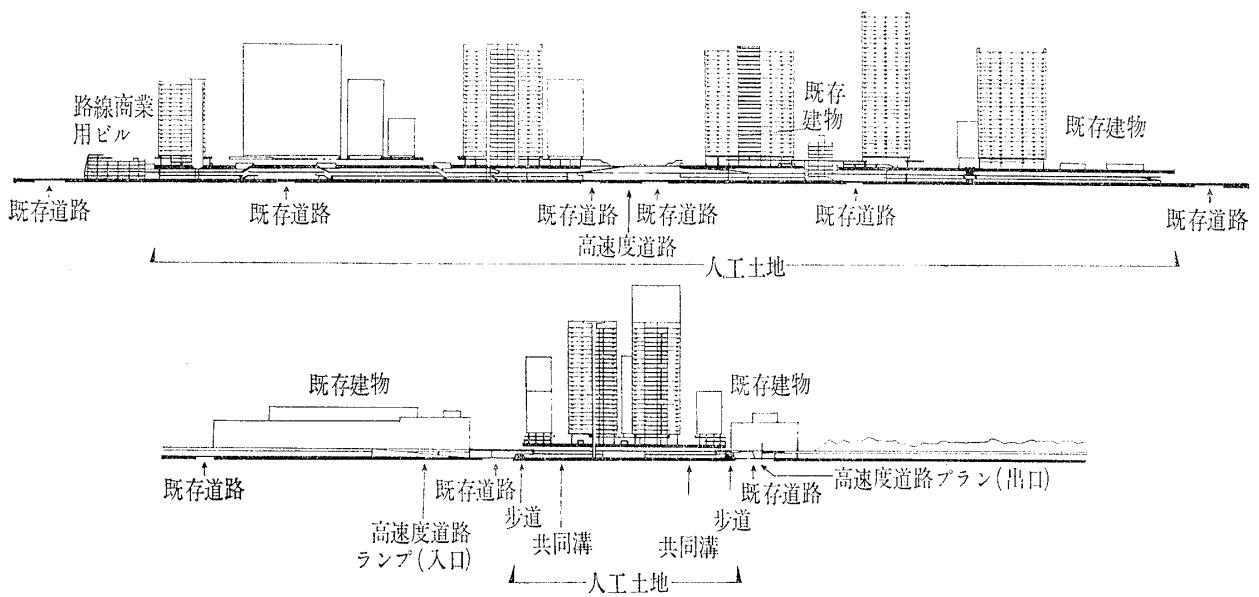 路線商業
用ビル
既存
建物
既存建物
既存道路
既存道路
既存道路
既存道路
既存道路
既存道路
高速度道路
人工土地
既存建物
既存建物
既存道路
既存道路
既存道路
高速度道路プラン(出口)
高速度道路
ランプ(入口)
歩道
共同溝
共同溝
歩道
人工土地